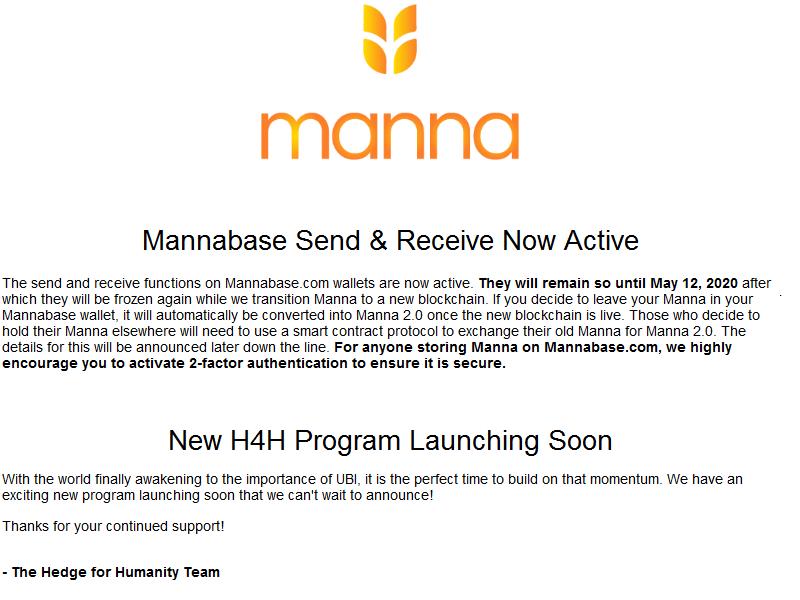 manna
Mannabase Send & Receive Now Active
The send and receive functions on Mannabase.com wallets are now active. They will remain so until May 12, 2020 after
which they will be frozen again while we transition Manna to a new blockchain. If you decide to leave your Manna in your
Mannabase wallet, it will automatically be converted into Manna 2.0 once the new blockchain is live. Those who decide to
hold their Manna elsewhere will need to use a smart contract protocol to exchange their old Manna for Manna 2.0. The
details for this will be announced later down the line. For anyone storing Manna on Mannabase.com, we highly
encourage you to activate 2-factor authentication to ensure it is secure.
New H4H Program Launching Soon
With the world finally awakening to the importance of UBI, it is the perfect time to build on that momentum. We have an
exciting new program launching soon that we can't wait to announce!
Thanks for your continued support!
- The Hedge for Humanity Team